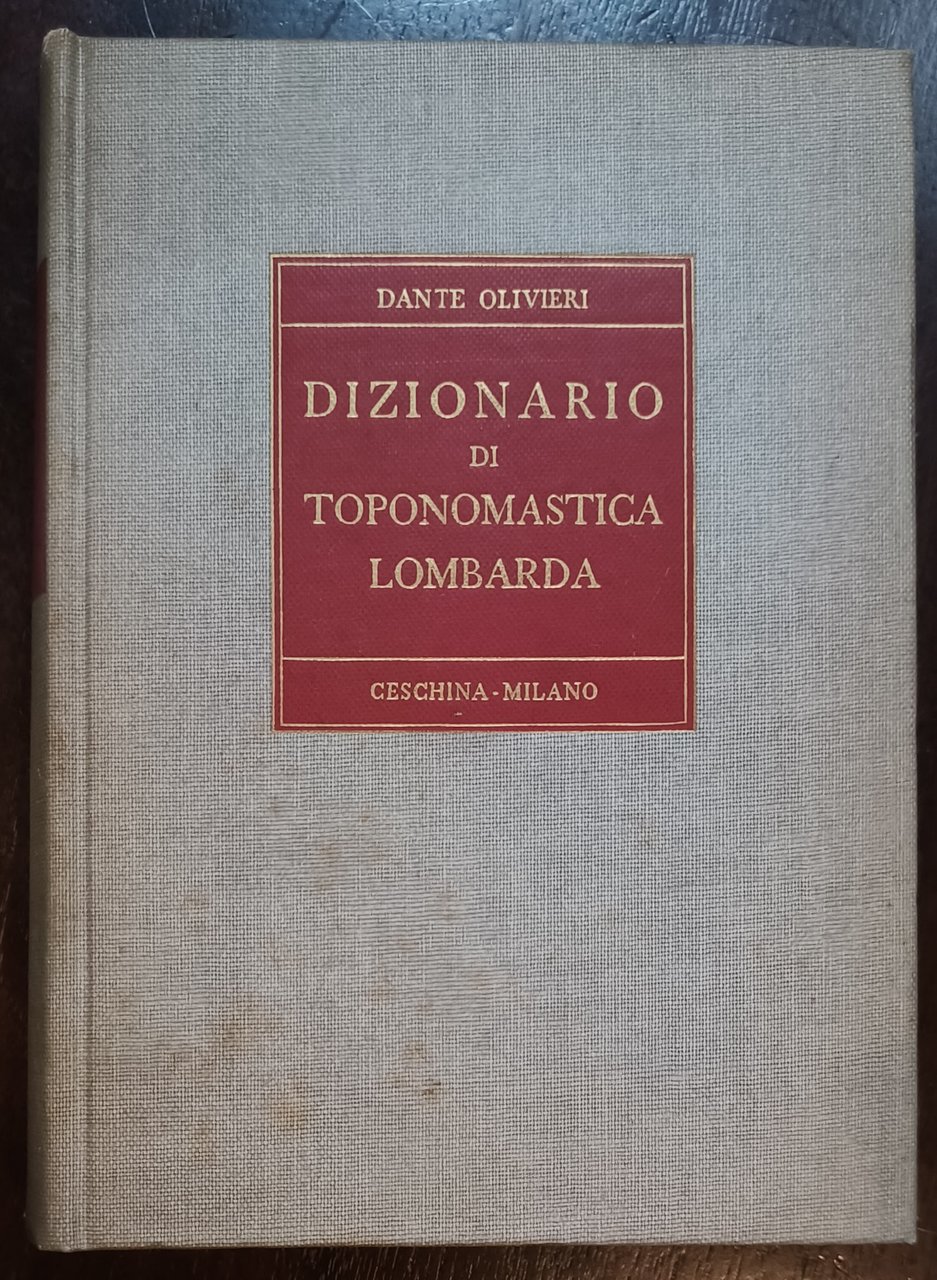 DANTE OLIVIERI
DIZIONARIO
DI
TOPONOMASTICA
LOMBARDA
CESCHINA - MILANO